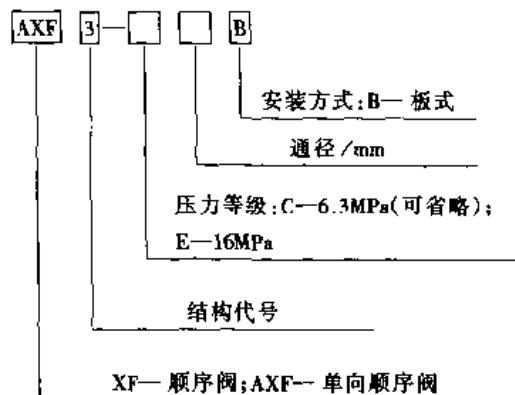 AXF 3—□ □ B
安装方式:B—板式
通径/mm
压力等级:C—6.3MPa(可省略);
E—16MPa
结构代号
XF—顺序阀;AXF—单向顺序阀